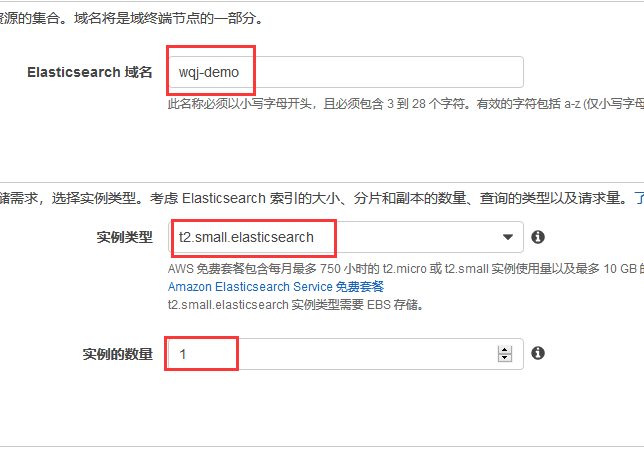 资源的集合。域名将是域终端节点的一部分。
Elasticsearch 域名
wqj-demo
此名称必须以小写字母开头，且必须包含 3 到 28 个字符。有效的字符包括 a-z (仅小写字母
储需求，选择实例类型。考虑 Elasticsearch 索引的大小、分片和副本的数量、查询的类型以及请求量。了
实例类型
t2.small.elasticsearch
AWS 免费套餐包含每月最多 750 小时的 t2.micro 或 t2.small 实例使用量以及最多 10 GB 的
Amazon Elasticsearch Service 免费套餐
t2.small.elasticsearch 实例类型需要 EBS 存储。
实例的数量
1